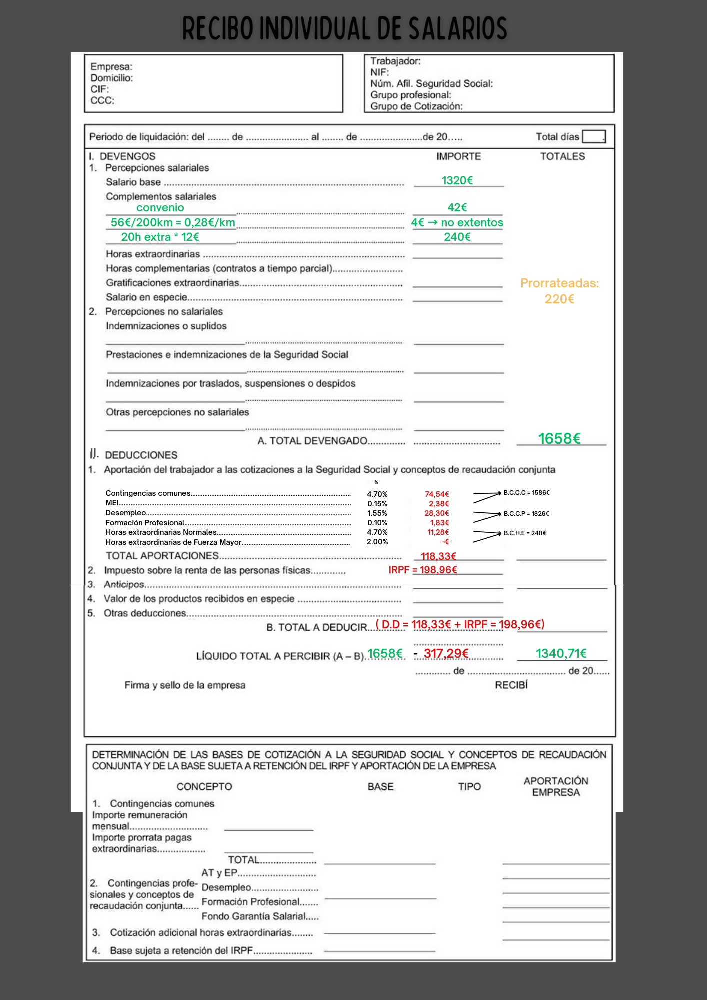 RECIBO INDIVIDUAL DE SALARIOS
Empresa:
Domicilio:
CIF:
CCC:
Trabajador:
NIF:
Núm. Afil. Seguridad Social:
Grupo profesional:
Grupo de Cotización:
Periodo de liquidación: del ........ de ....................... al ........ de .......................de 20….. Total días
I. DEVENGOS IMPORTE TOTALES
1. Percepciones salariales
Salario base ........................................ 1320€
Complementos salariales
convenio ........................................ 42€
56€/200km = 0,28€/km ........................................ 4€ → no extentos
20h extra * 12€ ........................................ 240€
Horas extraordinarias ........................................
Horas complementarias (contratos a tiempo parcial).........................
Gratificaciones extraordinarias........................................ Prorrateadas:
Salario en especie........................................ 220€
2. Percepciones no salariales
Indemnizaciones o suplidos
Prestaciones e indemnizaciones de la Seguridad Social
Indemnizaciones por traslados, suspensiones o despidos
Otras percepciones no salariales
A. TOTAL DEVENGADO.............. ............................... 1658€
II. DEDUCCIONES
1. Aportación del trabajador a las cotizaciones a la Seguridad Social y conceptos de recaudación conjunta
%
Contingencias comunes........................................ 4.70% 74,54€ B.C.C.C = 1586€
MEI........................................ 0.15% 2,38€
Desempleo........................................ 1.55% 28,30€ B.C.C.P = 1826€
Formación Profesional........................................ 0.10% 1,83€
Horas extraordinarias Normales........................................ 4.70% 11,28€ B.C.H.E = 240€
Horas extraordinarias de Fuerza Mayor........................................ 2.00% -€
TOTAL APORTACIONES........................................ 118,33€
2. Impuesto sobre la renta de las personas físicas............. IRPF = 198,96€
3. Anticipos........................................
4. Valor de los productos recibidos en especie ........................................
5. Otras deducciones........................................
B. TOTAL A DEDUCIR.............. ( D.D = 118,33€ + IRPF = 198,96€)
LÍQUIDO TOTAL A PERCIBIR (A – B).. 1658€ - 317,29€ 1340,71€
............. de .................................... de 20......
Firma y sello de la empresa RECIBÍ
DETERMINACIÓN DE LAS BASES DE COTIZACIÓN A LA SEGURIDAD SOCIAL Y CONCEPTOS DE RECAUDACIÓN
CONJUNTA Y DE LA BASE SUJETA A RETENCIÓN DEL IRPF Y APORTACIÓN DE LA EMPRESA
CONCEPTO BASE TIPO APORTACIÓN
EMPRESA
1. Contingencias comunes
Importe remuneración
mensual.............................
Importe prorrata pagas
extraordinarias..................
TOTAL.....................
AT y EP.............................
2. Contingencias profe-
sionales y conceptos de
recaudación conjunta......
Desempleo.........................
Formación Profesional.......
Fondo Garantía Salarial.....
3. Cotización adicional horas extraordinarias........
4. Base sujeta a retención del IRPF......................